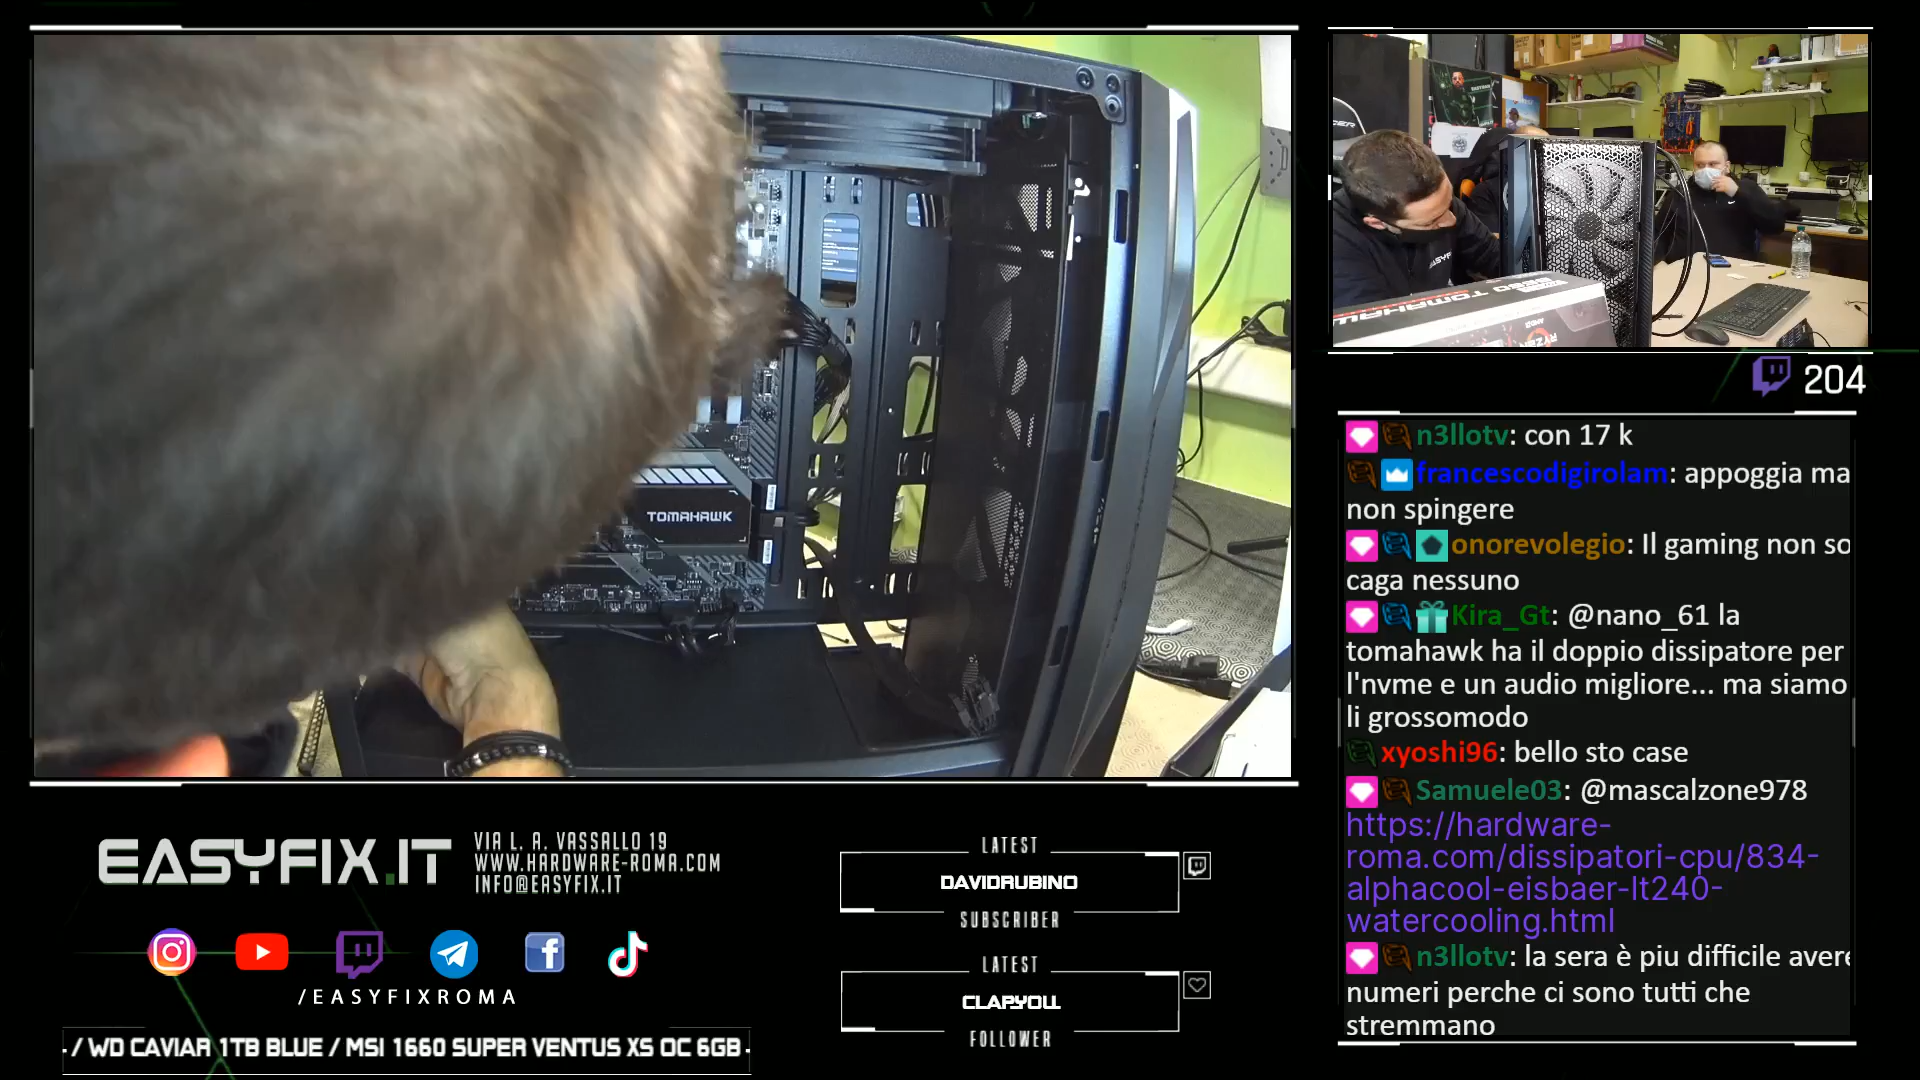 TOMAHAWK
EASYFIX
B550 TOMAHAWK
AMD
RYZEN
204
n3llotv: con 17 k
francescodigirolam: appoggia ma
non spingere
onorevolegio: Il gaming non so
caga nessuno
Kira_Gt: @nano_61 la
tomahawk ha il doppio dissipatore per
l'nvme e un audio migliore... ma siamo
li grossomodo
xyoshi96: bello sto case
Samuele03: @mascalzone978
https://hardware-
roma.com/dissipatori-cpu/834-
alphacool-eisbaer-lt240-
watercooling.html
n3llotv: la sera è piu difficile avere
numeri perche ci sono tutti che
stremmano
EASYFIX.IT
VIA L. A. VASSALLO 19
WWW.HARDWARE-ROMA.COM
INFO@EASYFIX.IT
/EASYFIXROMA
- / WD CAVIAR 1TB BLUE / MSI 1660 SUPER VENTUS XS OC 6GB -
LATEST
DAVIDRUBINO
SUBSCRIBER
LATEST
CLAPYOLL
FOLLOWER